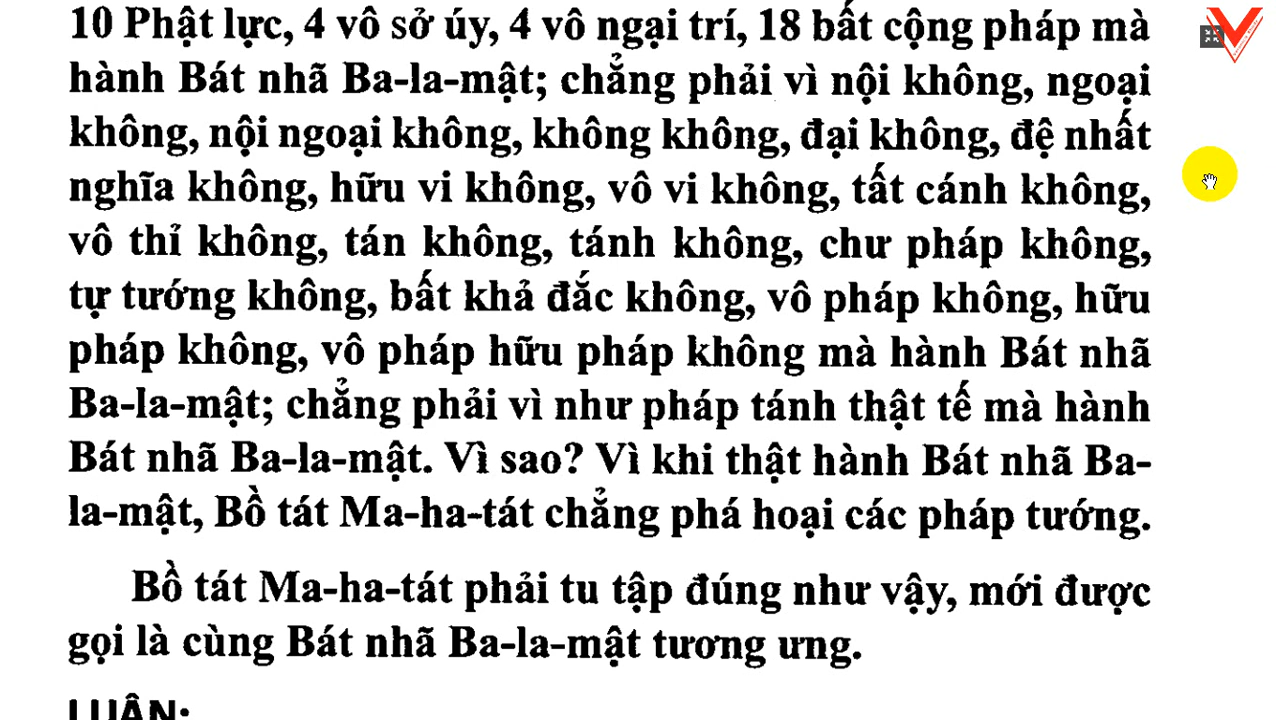 10 Phật lực, 4 vô sở úy, 4 vô ngại trí, 18 bất cộng pháp mà
hành Bát nhã Ba-la-mật; chẳng phải vì nội không, ngoại
không, nội ngoại không, không không, đại không, đệ nhất
nghĩa không, hữu vi không, vô vi không, tất cánh không,
vô thỉ không, tán không, tánh không, chư pháp không,
tự tướng không, bất khả đắc không, vô pháp không, hữu
pháp không, vô pháp hữu pháp không mà hành Bát nhã
Ba-la-mật; chẳng phải vì như pháp tánh thật tế mà hành
Bát nhã Ba-la-mật. Vì sao? Vì khi thật hành Bát nhã Ba-
la-mật, Bồ tát Ma-ha-tát chẳng phá hoại các pháp tướng.
Bồ tát Ma-ha-tát phải tu tập đúng như vậy, mới được
gọi là cùng Bát nhã Ba-la-mật tương ưng.
LUẬN: